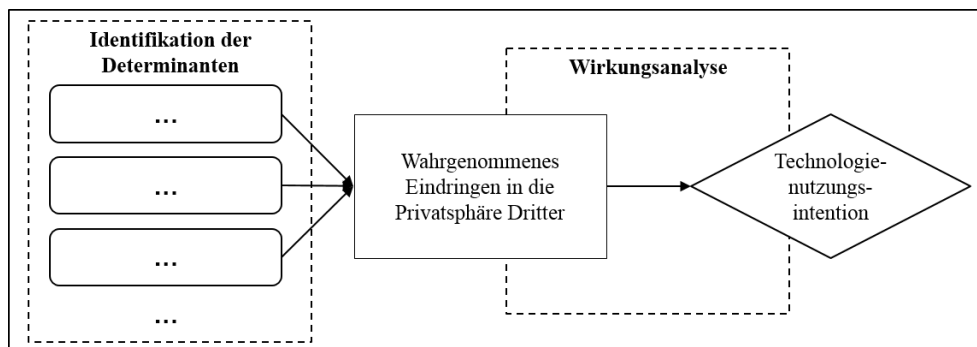 Identifikation der
Determinanten
...
...
...
...
Wahrgenommenes
Eindringen in die
Privatsphäre Dritter
Wirkungsanalyse
Technologie-
nutzungs-
intention